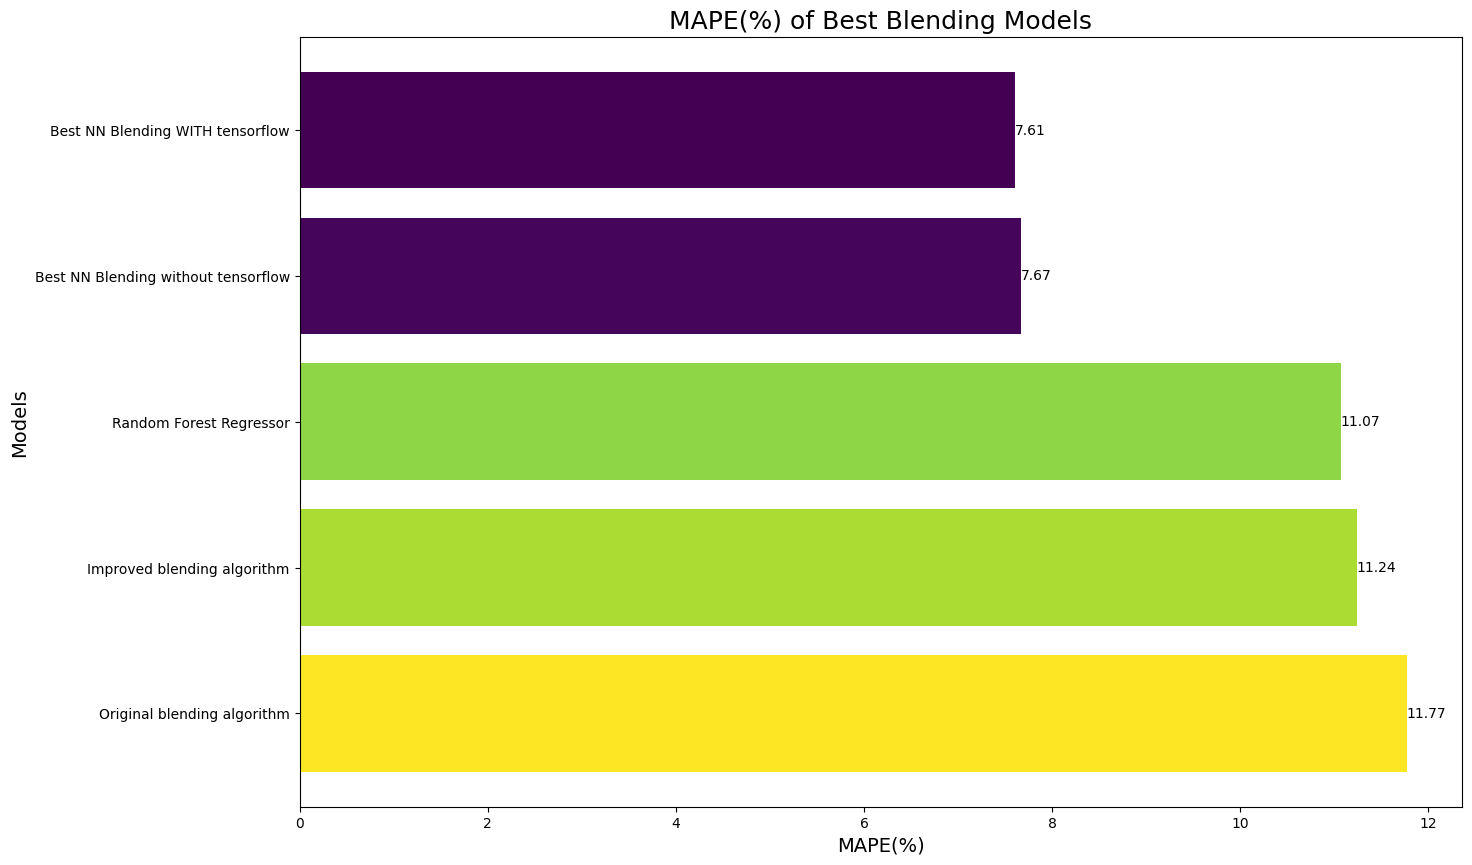 MAPE(%) of Best Blending Models
Best NN Blending WITH tensorflow
7.61
Best NN Blending without tensorflow
7.67
Random Forest Regressor
11.07
Improved blending algorithm
11.24
Original blending algorithm
11.77
Models
0 2 4 6 8 10 12
MAPE(%)